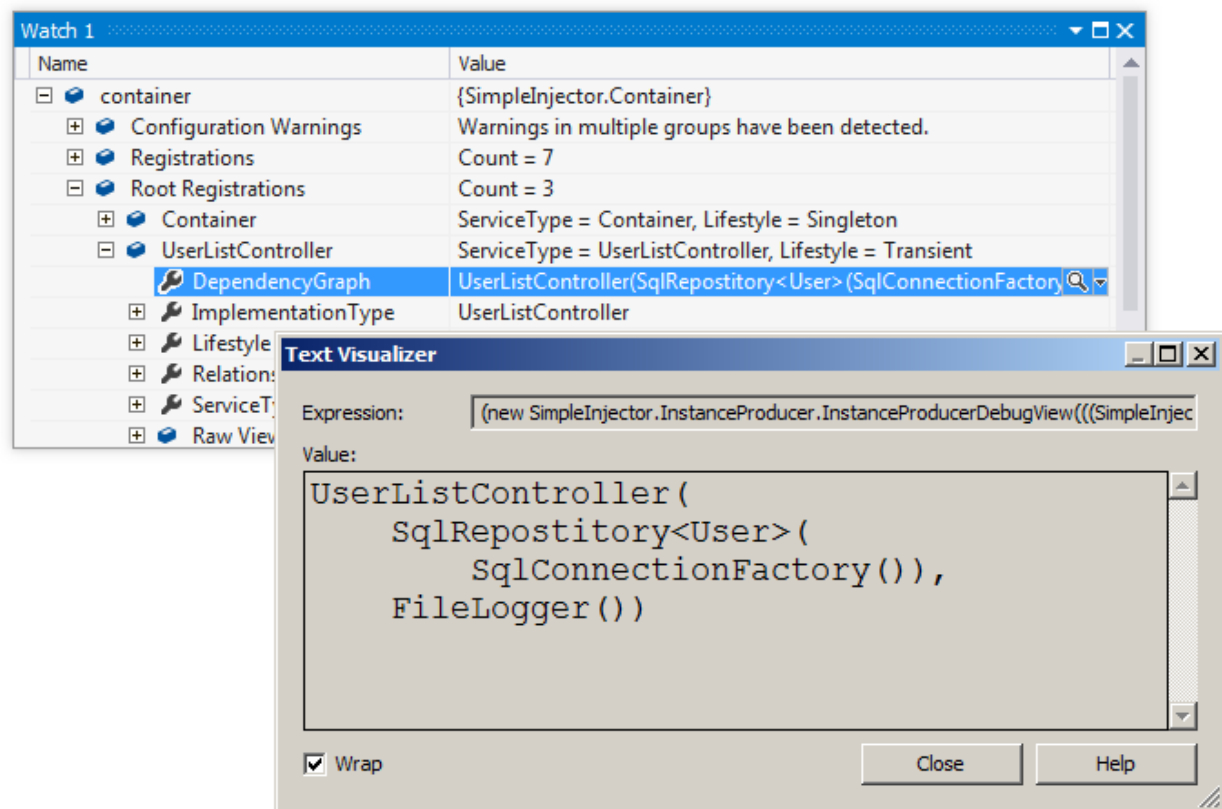 Watch 1
Name Value
container {SimpleInjector.Container}
Configuration Warnings Warnings in multiple groups have been detected.
Registrations Count = 7
Root Registrations Count = 3
Container ServiceType = Container, Lifestyle = Singleton
UserListController ServiceType = UserListController, Lifestyle = Transient
DependencyGraph UserListController(SqlRepostitory<User>(SqlConnectionFactory
ImplementationType UserListController
Lifestyle
Relations
ServiceTy
Raw View
Text Visualizer
Expression: (new SimpleInjector.InstanceProducer.InstanceProducerDebugView(((SimpleInjec
Value:
UserListController(
    SqlRepostitory<User>(
        SqlConnectionFactory()),
    FileLogger())
Wrap Close Help